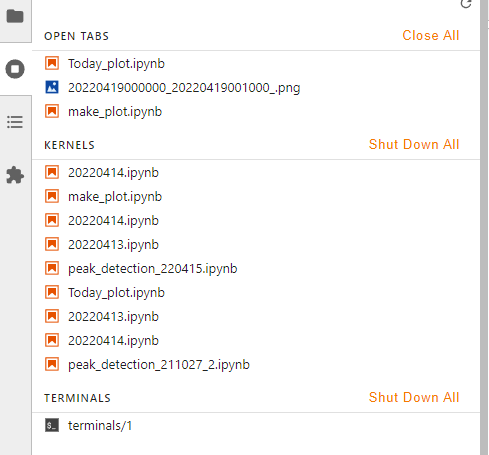 OPEN TABS Close All
Today_plot.ipynb
20220419000000_20220419001000_.png
make_plot.ipynb
KERNELS Shut Down All
20220414.ipynb
make_plot.ipynb
20220414.ipynb
20220413.ipynb
peak_detection_220415.ipynb
Today_plot.ipynb
20220413.ipynb
20220414.ipynb
peak_detection_211027_2.ipynb
TERMINALS Shut Down All
$_ terminals/1